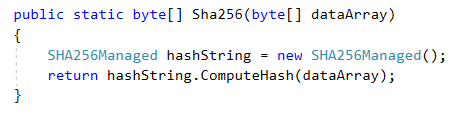 public static byte[] Sha256(byte[] dataArray)
{
    SHA256Managed hashString = new SHA256Managed();
    return hashString.ComputeHash(dataArray);
}